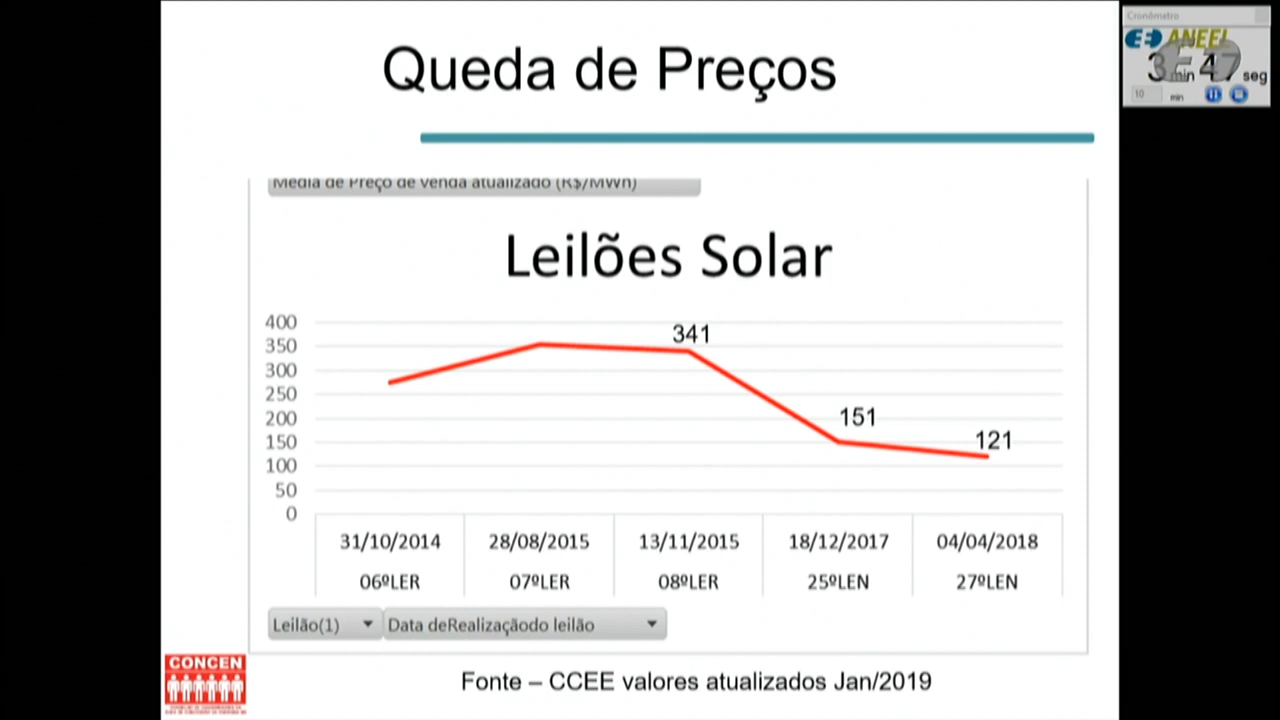 Queda de Preços
Cronômetro
ANEEL
3 min 47 seg
10 min
Média de Preço de venda atualizado (R$/MWh)
Leilões Solar
400
350
300
250
200
150
100
50
0
341
151
121
31/10/2014 28/08/2015 13/11/2015 18/12/2017 04/04/2018
06ºLER 07ºLER 08ºLER 25ºLEN 27ºLEN
Leilão(1) Data deRealizaçãodo leilão
CONCEN
Fonte – CCEE valores atualizados Jan/2019